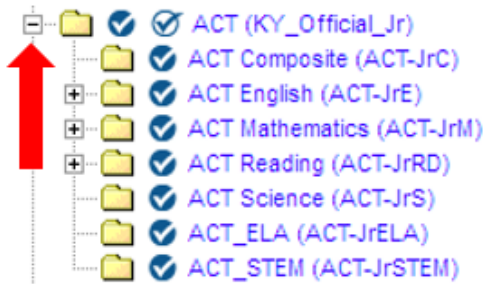 ACT (KY_Official_Jr)
ACT Composite (ACT-JrC)
ACT English (ACT-JrE)
ACT Mathematics (ACT-JrM)
ACT Reading (ACT-JrRD)
ACT Science (ACT-JrS)
ACT_ELA (ACT-JrELA)
ACT_STEM (ACT-JrSTEM)